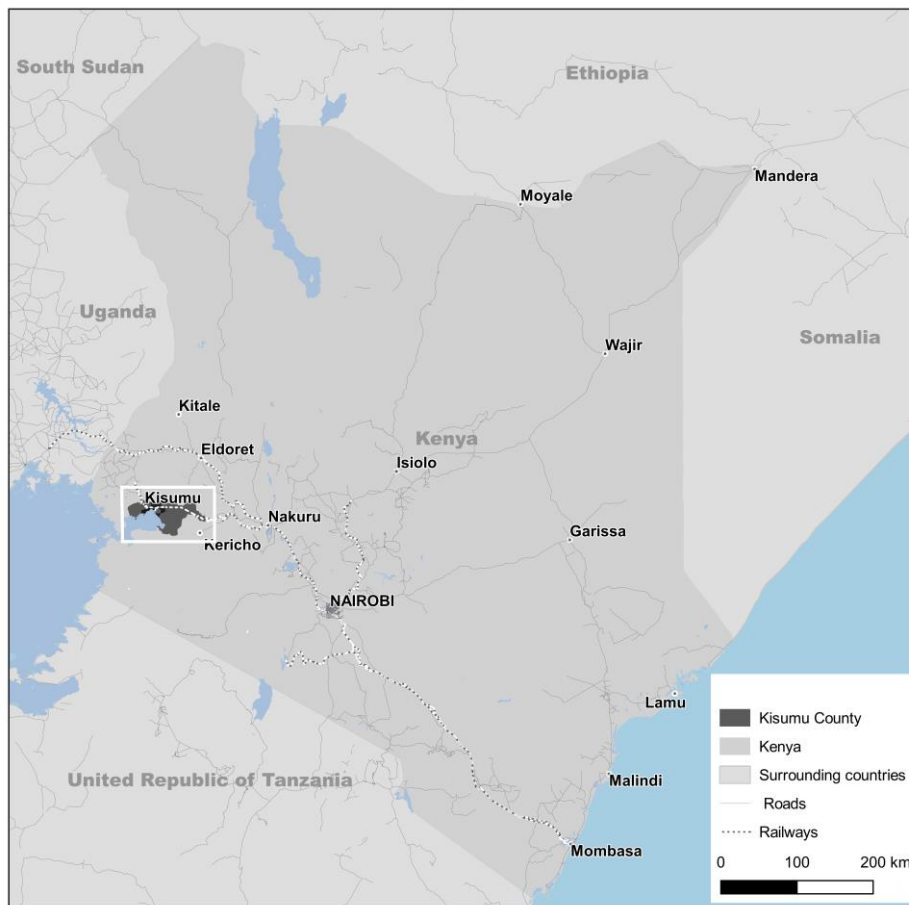 South Sudan
Ethiopia
Mandera
Moyale
Uganda
Somalia
Wajir
Kitale
Kenya
Eldoret
Isiolo
Kisumu
Nakuru
Garissa
Kericho
NAIROBI
Lamu
United Republic of Tanzania
Malindi
Mombasa
Kisumu County
Kenya
Surrounding countries
Roads
Railways
0 100 200 km